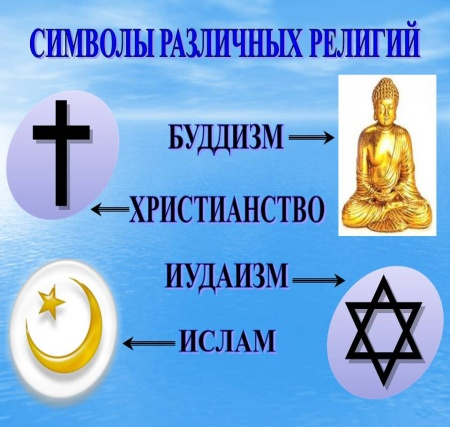 СИМВОЛЫ РАЗЛИЧНЫХ РЕЛИГИЙ
БУДДИЗМ
ХРИСТИАНСТВО
ИУДАИЗМ
ИСЛАМ